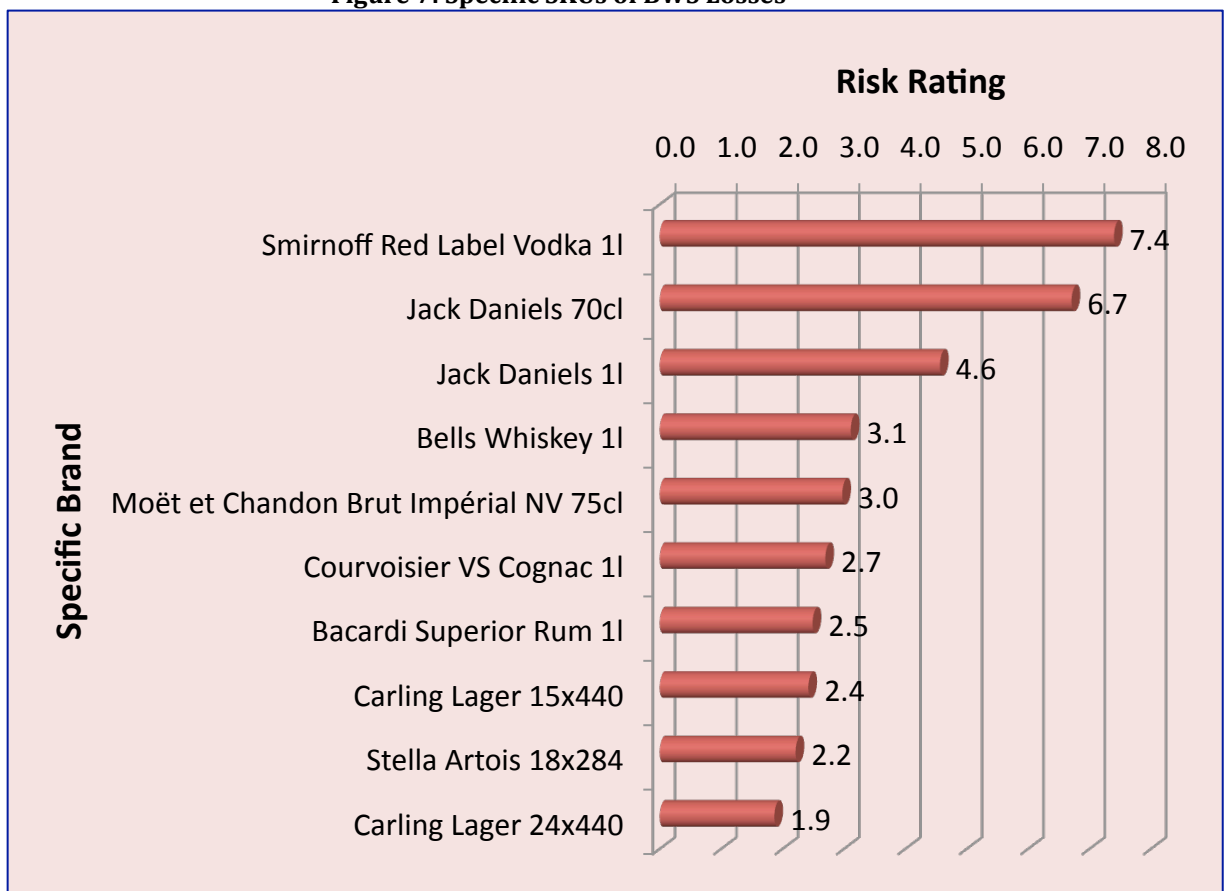 Figure 7: Specific SKUs of BWS Losses
Risk Rating
0.0 1.0 2.0 3.0 4.0 5.0 6.0 7.0 8.0
Smirnoff Red Label Vodka 1l 7.4
Jack Daniels 70cl 6.7
Jack Daniels 1l 4.6
Bells Whiskey 1l 3.1
Moët et Chandon Brut Impérial NV 75cl 3.0
Courvoisier VS Cognac 1l 2.7
Bacardi Superior Rum 1l 2.5
Carling Lager 15x440 2.4
Stella Artois 18x284 2.2
Carling Lager 24x440 1.9
Specific Brand